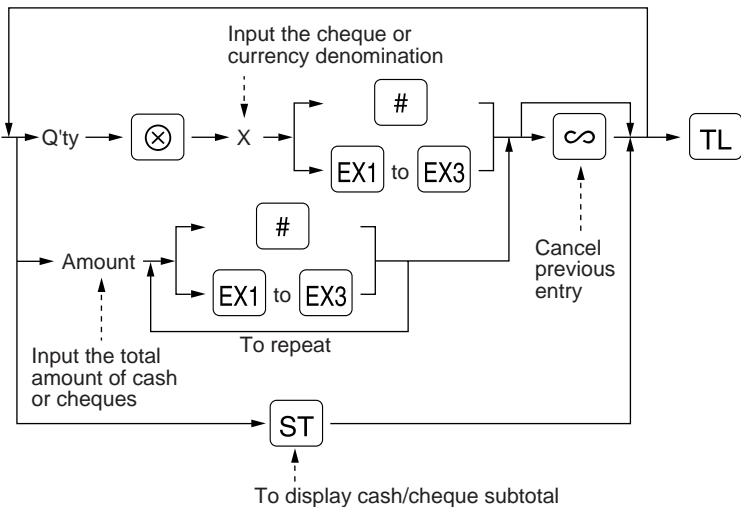 Input the cheque or
currency denomination
#
Q'ty
⊗
X
EX1 to EX3
∞
TL
#
Amount
EX1 to EX3
Cancel
previous
entry
To repeat
Input the total
amount of cash
or cheques
ST
To display cash/cheque subtotal